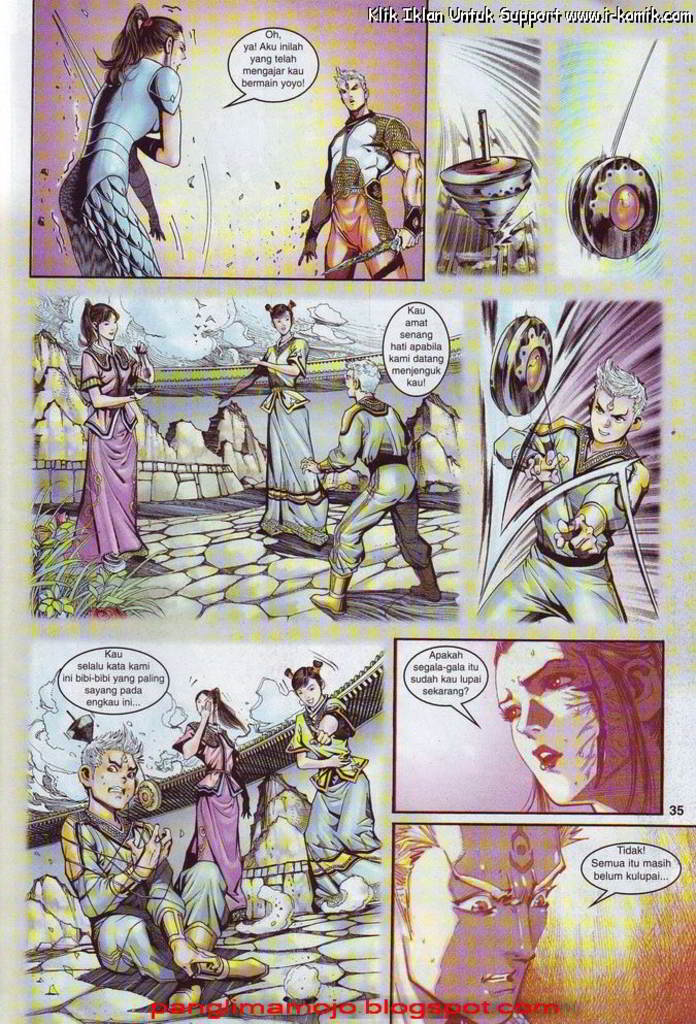 Klik Iklan Untuk Support www.i-komik.com
Oh,
ya! Aku inilah
yang telah
mengajar kau
bermain yoyo!
Kau
amat
senang
hati apabila
kami datang
menjenguk
kau!
Kau
selalu kata kami
ini bibi-bibi yang paling
sayang pada
engkau ini...
Apakah
segala-gala itu
sudah kau lupai
sekarang?
35
Tidak!
Semua itu masih
belum kulupai...
panglimamojo.blogspot.com